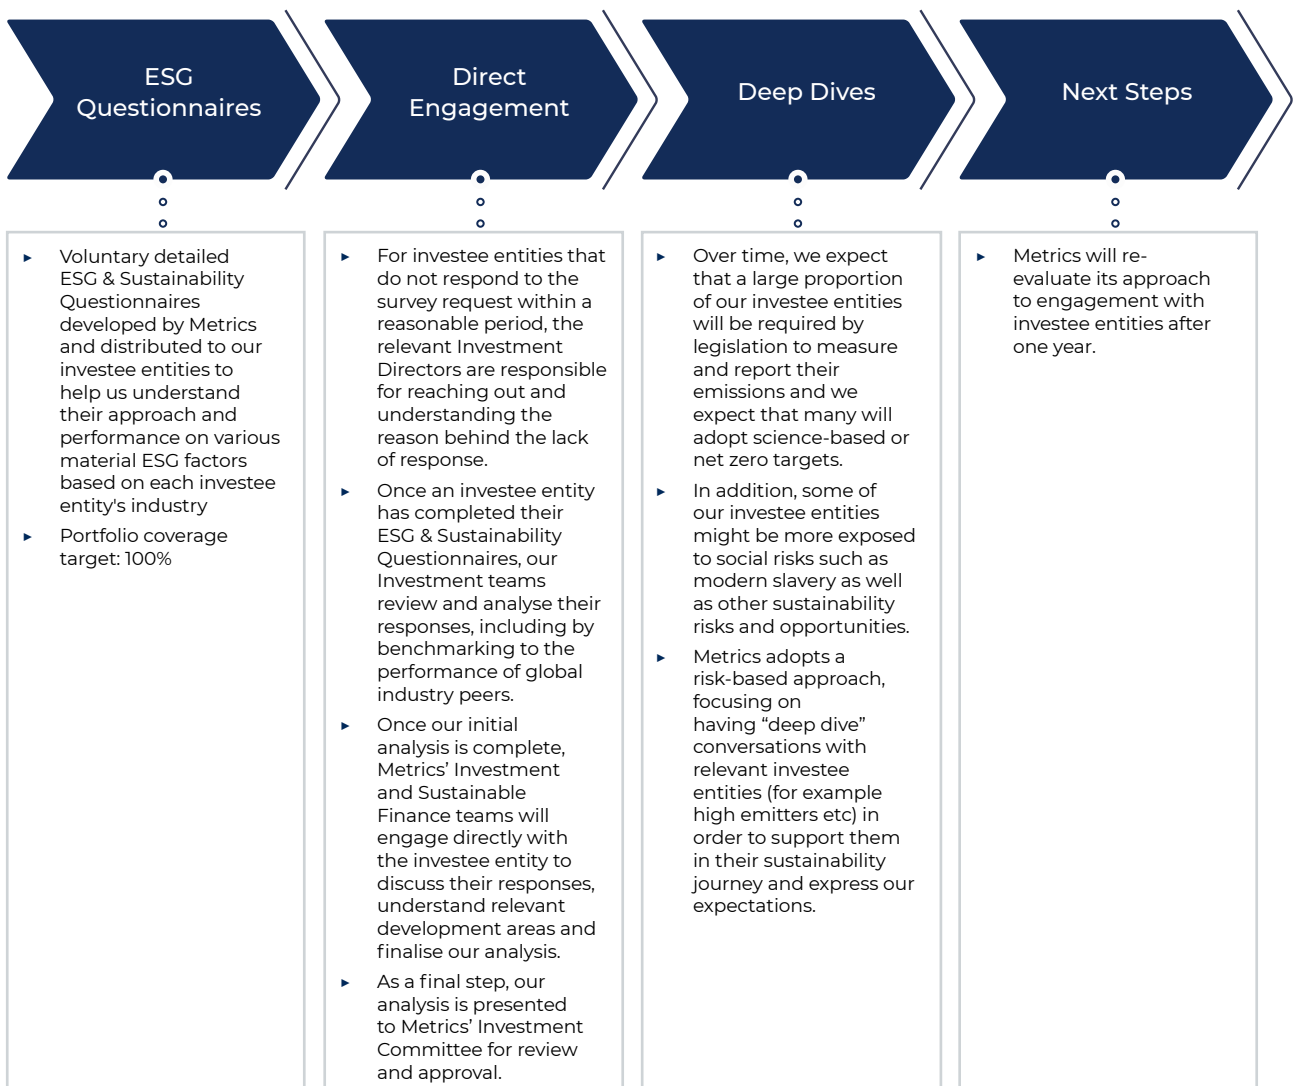 ESG
Questionnaires
Direct
Engagement
Deep Dives
Next Steps
▸ Voluntary detailed
ESG & Sustainability
Questionnaires
developed by Metrics
and distributed to our
investee entities to
help us understand
their approach and
performance on various
material ESG factors
based on each investee
entity's industry
▸ Portfolio coverage
target: 100%
▸ For investee entities that
do not respond to the
survey request within a
reasonable period, the
relevant Investment
Directors are responsible
for reaching out and
understanding the
reason behind the lack
of response.
▸ Once an investee entity
has completed their
ESG & Sustainability
Questionnaires, our
Investment teams
review and analyse their
responses, including by
benchmarking to the
performance of global
industry peers.
▸ Once our initial
analysis is complete,
Metrics’ Investment
and Sustainable
Finance teams will
engage directly with
the investee entity to
discuss their responses,
understand relevant
development areas and
finalise our analysis.
▸ As a final step, our
analysis is presented
to Metrics’ Investment
Committee for review
and approval.
▸ Over time, we expect
that a large proportion
of our investee entities
will be required by
legislation to measure
and report their
emissions and we
expect that many will
adopt science-based or
net zero targets.
▸ In addition, some of
our investee entities
might be more exposed
to social risks such as
modern slavery as well
as other sustainability
risks and opportunities.
▸ Metrics adopts a
risk-based approach,
focusing on
having “deep dive”
conversations with
relevant investee
entities (for example
high emitters etc) in
order to support them
in their sustainability
journey and express our
expectations.
▸ Metrics will re-
evaluate its approach
to engagement with
investee entities after
one year.